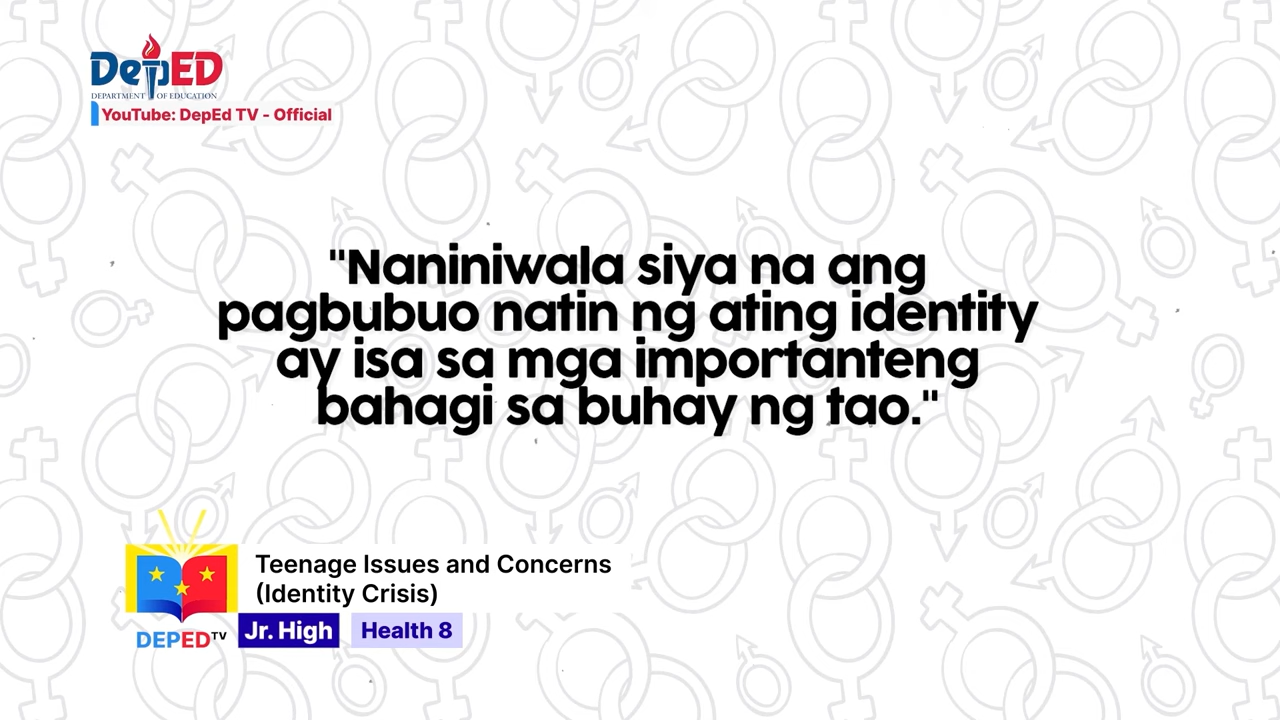 DepED
DEPARTMENT OF EDUCATION
YouTube: DepEd TV - Official
"Naniniwala siya na ang
pagbubuo natin ng ating identity
ay isa sa mga importanteng
bahagi sa buhay ng tao."
Teenage Issues and Concerns
(Identity Crisis)
DEPED TV
Jr. High
Health 8